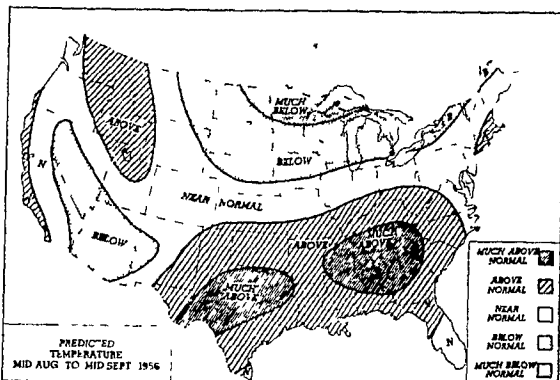 MUCH
BELOW
ABOVE
BELOW
N
NEAR NORMAL
BELOW
ABOVE
MUCH
ABOVE
MUCH
ABOVE
N
N
MUCH ABOVE
NORMAL
ABOVE
NORMAL
NEAR
NORMAL
BELOW
NORMAL
MUCH BELOW
NORMAL
PREDICTED
TEMPERATURE
MID AUG TO MID SEPT 1956